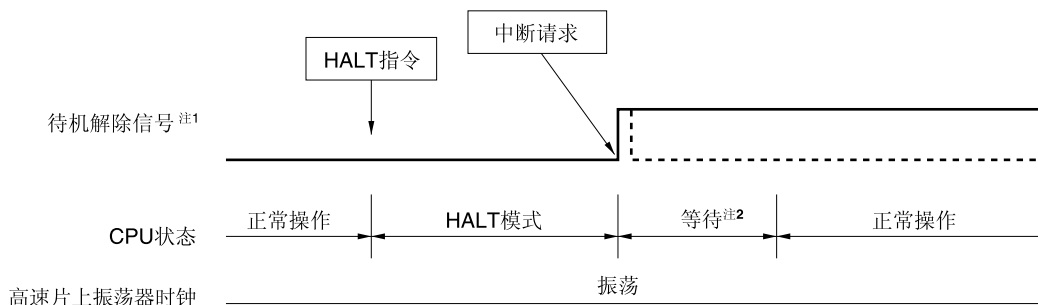 中断请求
HALT指令
待机解除信号 注1
正常操作 HALT模式 等待注2 正常操作
CPU状态
振荡
高速片上振荡器时钟